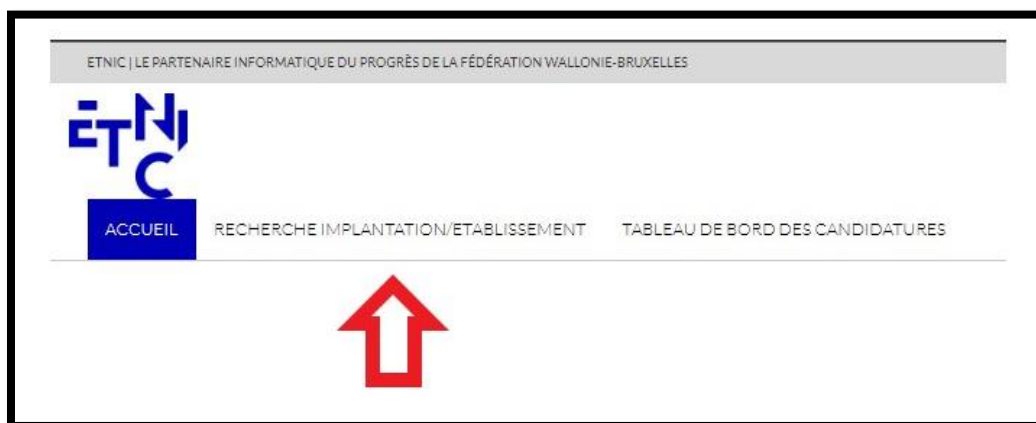 ETNIC | LE PARTENAIRE INFORMATIQUE DU PROGRÈS DE LA FÉDÉRATION WALLONIE-BRUXELLES
ETNIC
ACCUEIL RECHERCHE IMPLANTATION/ETABLISSEMENT TABLEAU DE BORD DES CANDIDATURES